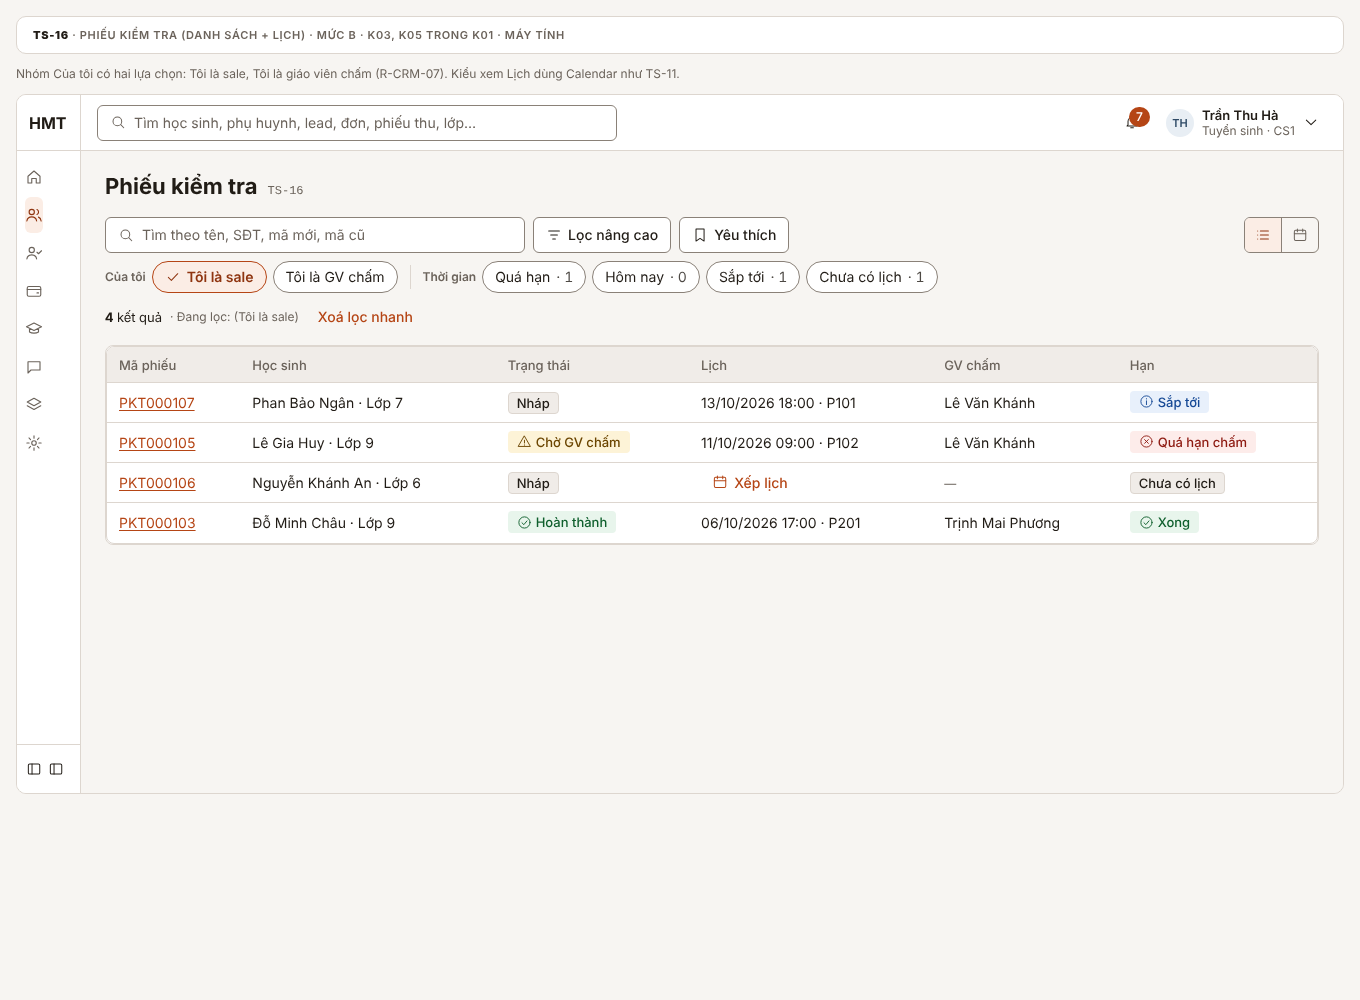 TS-16 · PHIẾU KIỂM TRA (DANH SÁCH + LỊCH) · MỨC B · K03, K05 TRONG K01 · MÁY TÍNH
Nhóm Của tôi có hai lựa chọn: Tôi là sale, Tôi là giáo viên chấm (R-CRM-07). Kiểu xem Lịch dùng Calendar như TS-11.
HMT
Tìm học sinh, phụ huynh, lead, đơn, phiếu thu, lớp...
7
TH
Trần Thu Hà
Tuyển sinh · CS1
Phiếu kiểm tra TS-16
Tìm theo tên, SĐT, mã mới, mã cũ
Lọc nâng cao
Yêu thích
Của tôi Tôi là sale Tôi là GV chấm Thời gian Quá hạn · 1 Hôm nay · 0 Sắp tới · 1 Chưa có lịch · 1
4 kết quả · Đang lọc: (Tôi là sale) Xoá lọc nhanh
Mã phiếu Học sinh Trạng thái Lịch GV chấm Hạn
PKT000107 Phan Bảo Ngân · Lớp 7 Nháp 13/10/2026 18:00 · P101 Lê Văn Khánh Sắp tới
PKT000105 Lê Gia Huy · Lớp 9 Chờ GV chấm 11/10/2026 09:00 · P102 Lê Văn Khánh Quá hạn chấm
PKT000106 Nguyễn Khánh An · Lớp 6 Nháp Xếp lịch — Chưa có lịch
PKT000103 Đỗ Minh Châu · Lớp 9 Hoàn thành 06/10/2026 17:00 · P201 Trịnh Mai Phương Xong